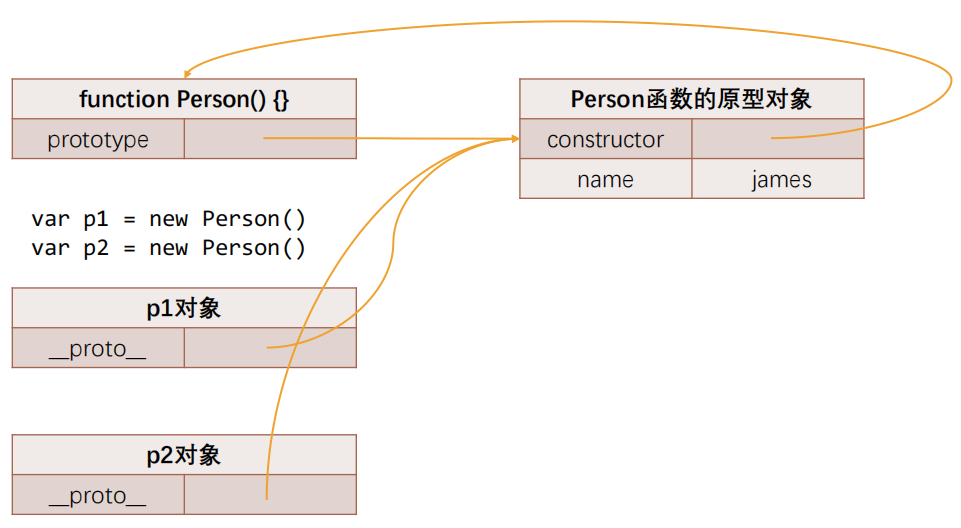 function Person() {}
prototype
Person函数的原型对象
constructor
name james
var p1 = new Person()
var p2 = new Person()
p1对象
__proto__
p2对象
__proto__